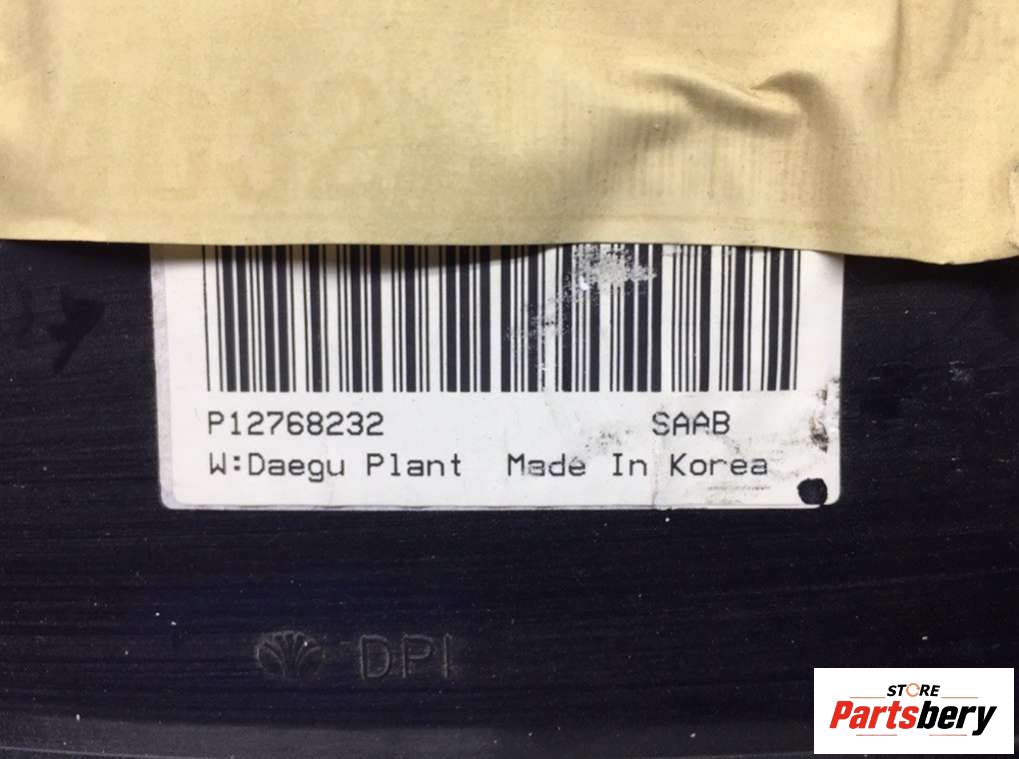 P12768232 SAAB
W:Daegu Plant Made In Korea
DPI
STORE
Partsbery